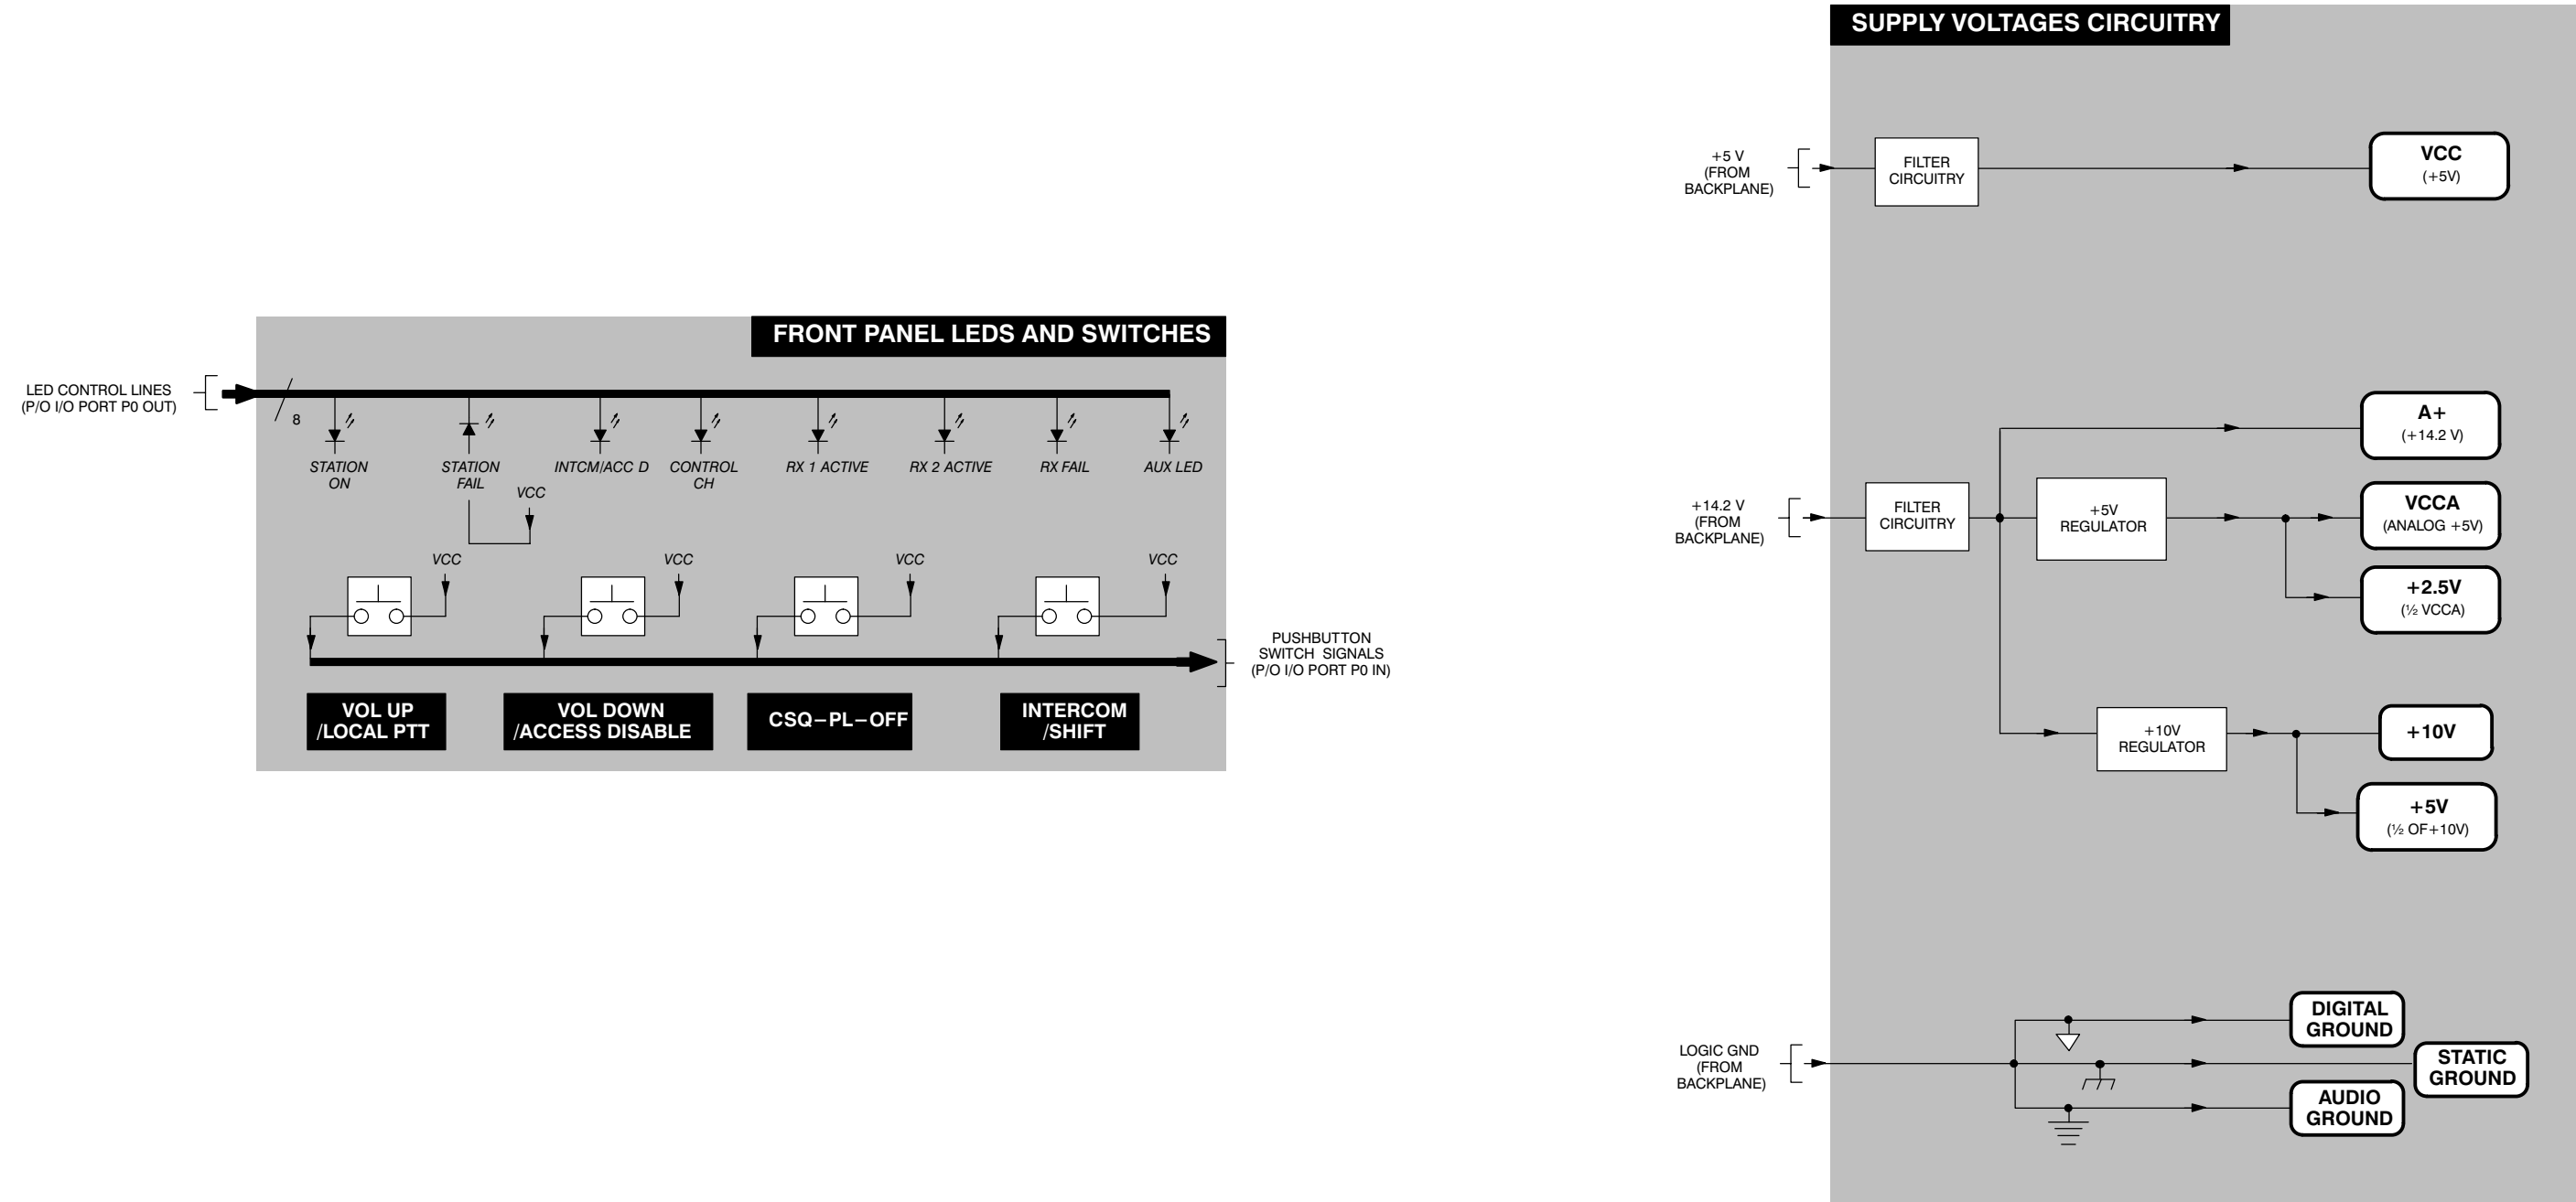 SUPPLY VOLTAGES CIRCUITRY
+5 V
(FROM
BACKPLANE)
FILTER
CIRCUITRY
VCC
(+5V)
FRONT PANEL LEDS AND SWITCHES
LED CONTROL LINES
(P/O I/O PORT P0 OUT)
8
STATION
ON
STATION
FAIL
INTCM/ACC D
CONTROL
CH
RX 1 ACTIVE
RX 2 ACTIVE
RX FAIL
AUX LED
VCC
VCC
VCC
VCC
VCC
PUSHBUTTON
SWITCH SIGNALS
(P/O I/O PORT P0 IN)
VOL UP
/LOCAL PTT
VOL DOWN
/ACCESS DISABLE
CSQ–PL–OFF
INTERCOM
/SHIFT
+14.2 V
(FROM
BACKPLANE)
FILTER
CIRCUITRY
A+
(+14.2 V)
+5V
REGULATOR
VCCA
(ANALOG +5V)
+2.5V
(½ VCCA)
+10V
REGULATOR
+10V
+5V
(½ OF+10V)
LOGIC GND
(FROM
BACKPLANE)
DIGITAL
GROUND
STATIC
GROUND
AUDIO
GROUND